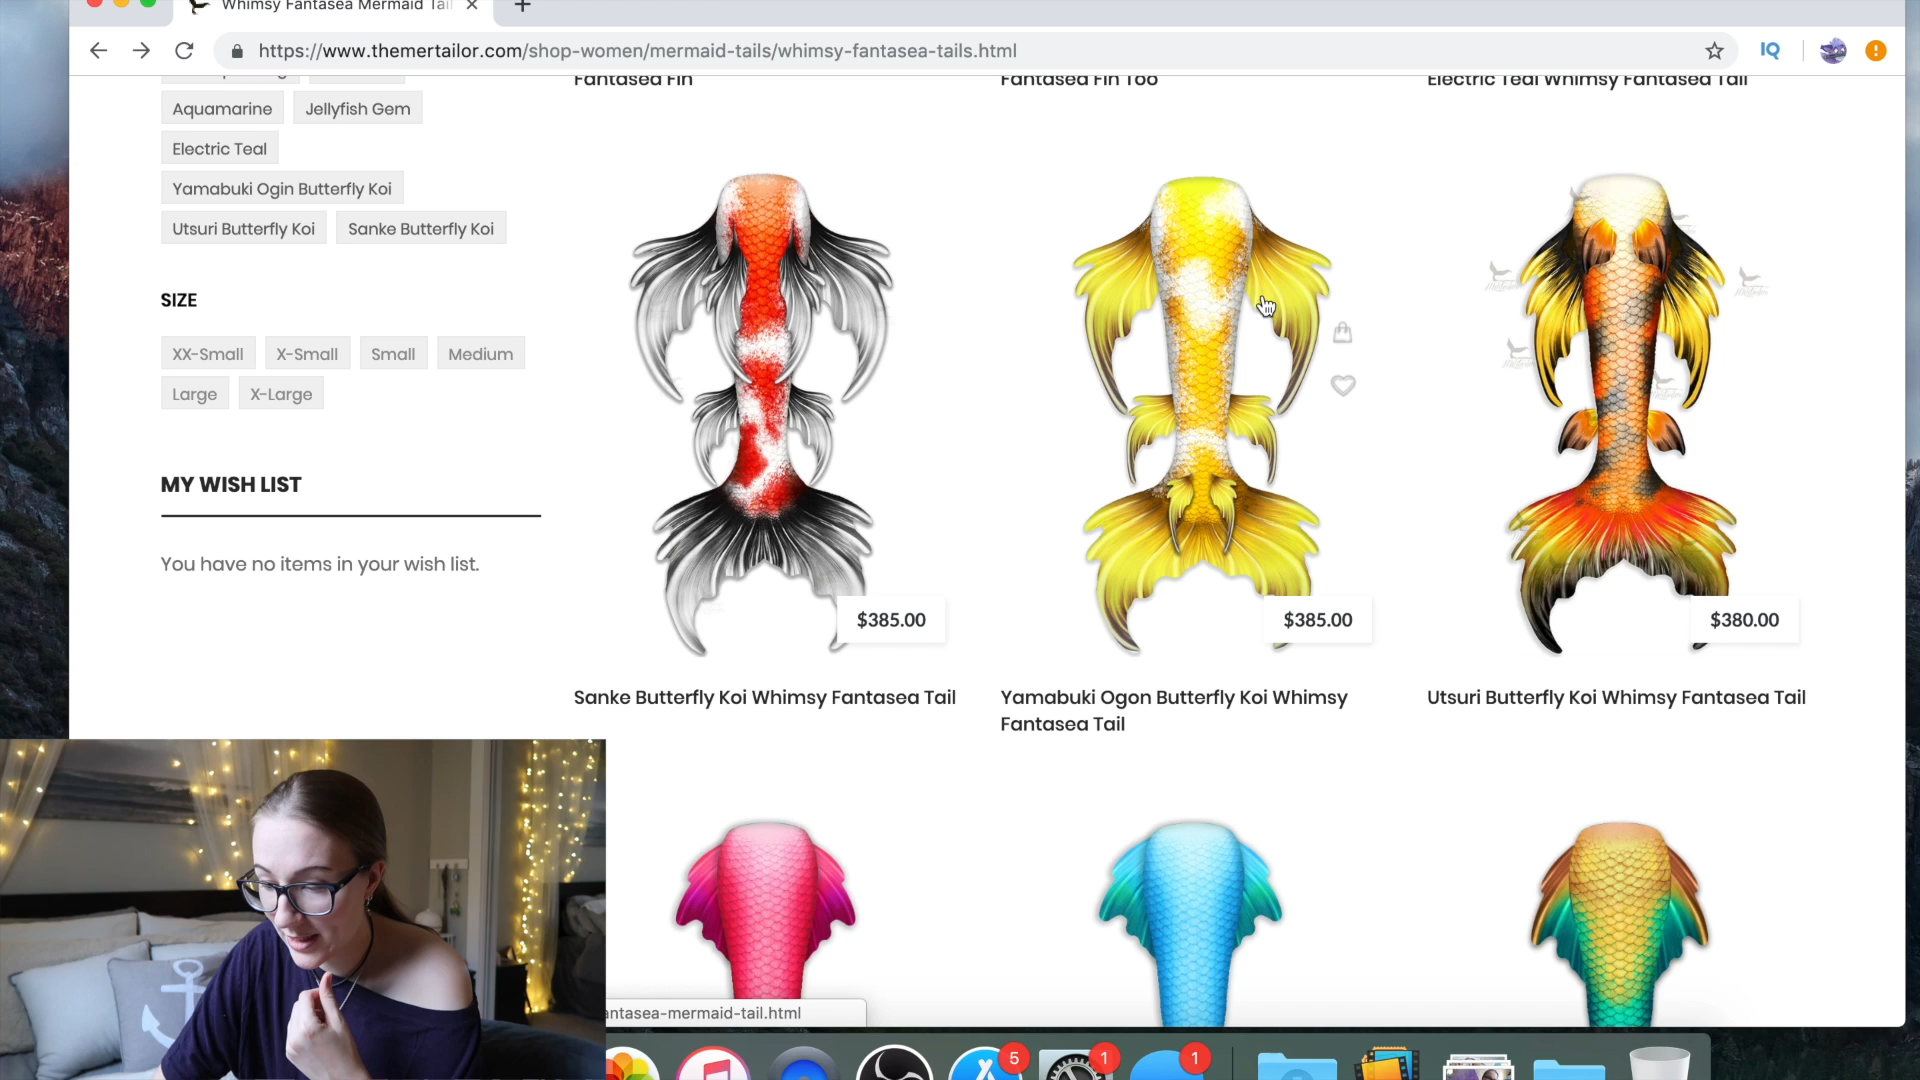 Whimsy Fantasea Mermaid Tail
https://www.themertailor.com/shop-women/mermaid-tails/whimsy-fantasea-tails.html
IQ
Fantasea Fin
Fantasea Fin Too
Electric Teal Whimsy Fantasea Tail
Aquamarine
Jellyfish Gem
Electric Teal
Yamabuki Ogin Butterfly Koi
Utsuri Butterfly Koi
Sanke Butterfly Koi
SIZE
XX-Small
X-Small
Small
Medium
Large
X-Large
MY WISH LIST
You have no items in your wish list.
$385.00
$385.00
$380.00
Sanke Butterfly Koi Whimsy Fantasea Tail
Yamabuki Ogon Butterfly Koi Whimsy
Fantasea Tail
Utsuri Butterfly Koi Whimsy Fantasea Tail
ntasea-mermaid-tail.html
5
1
1